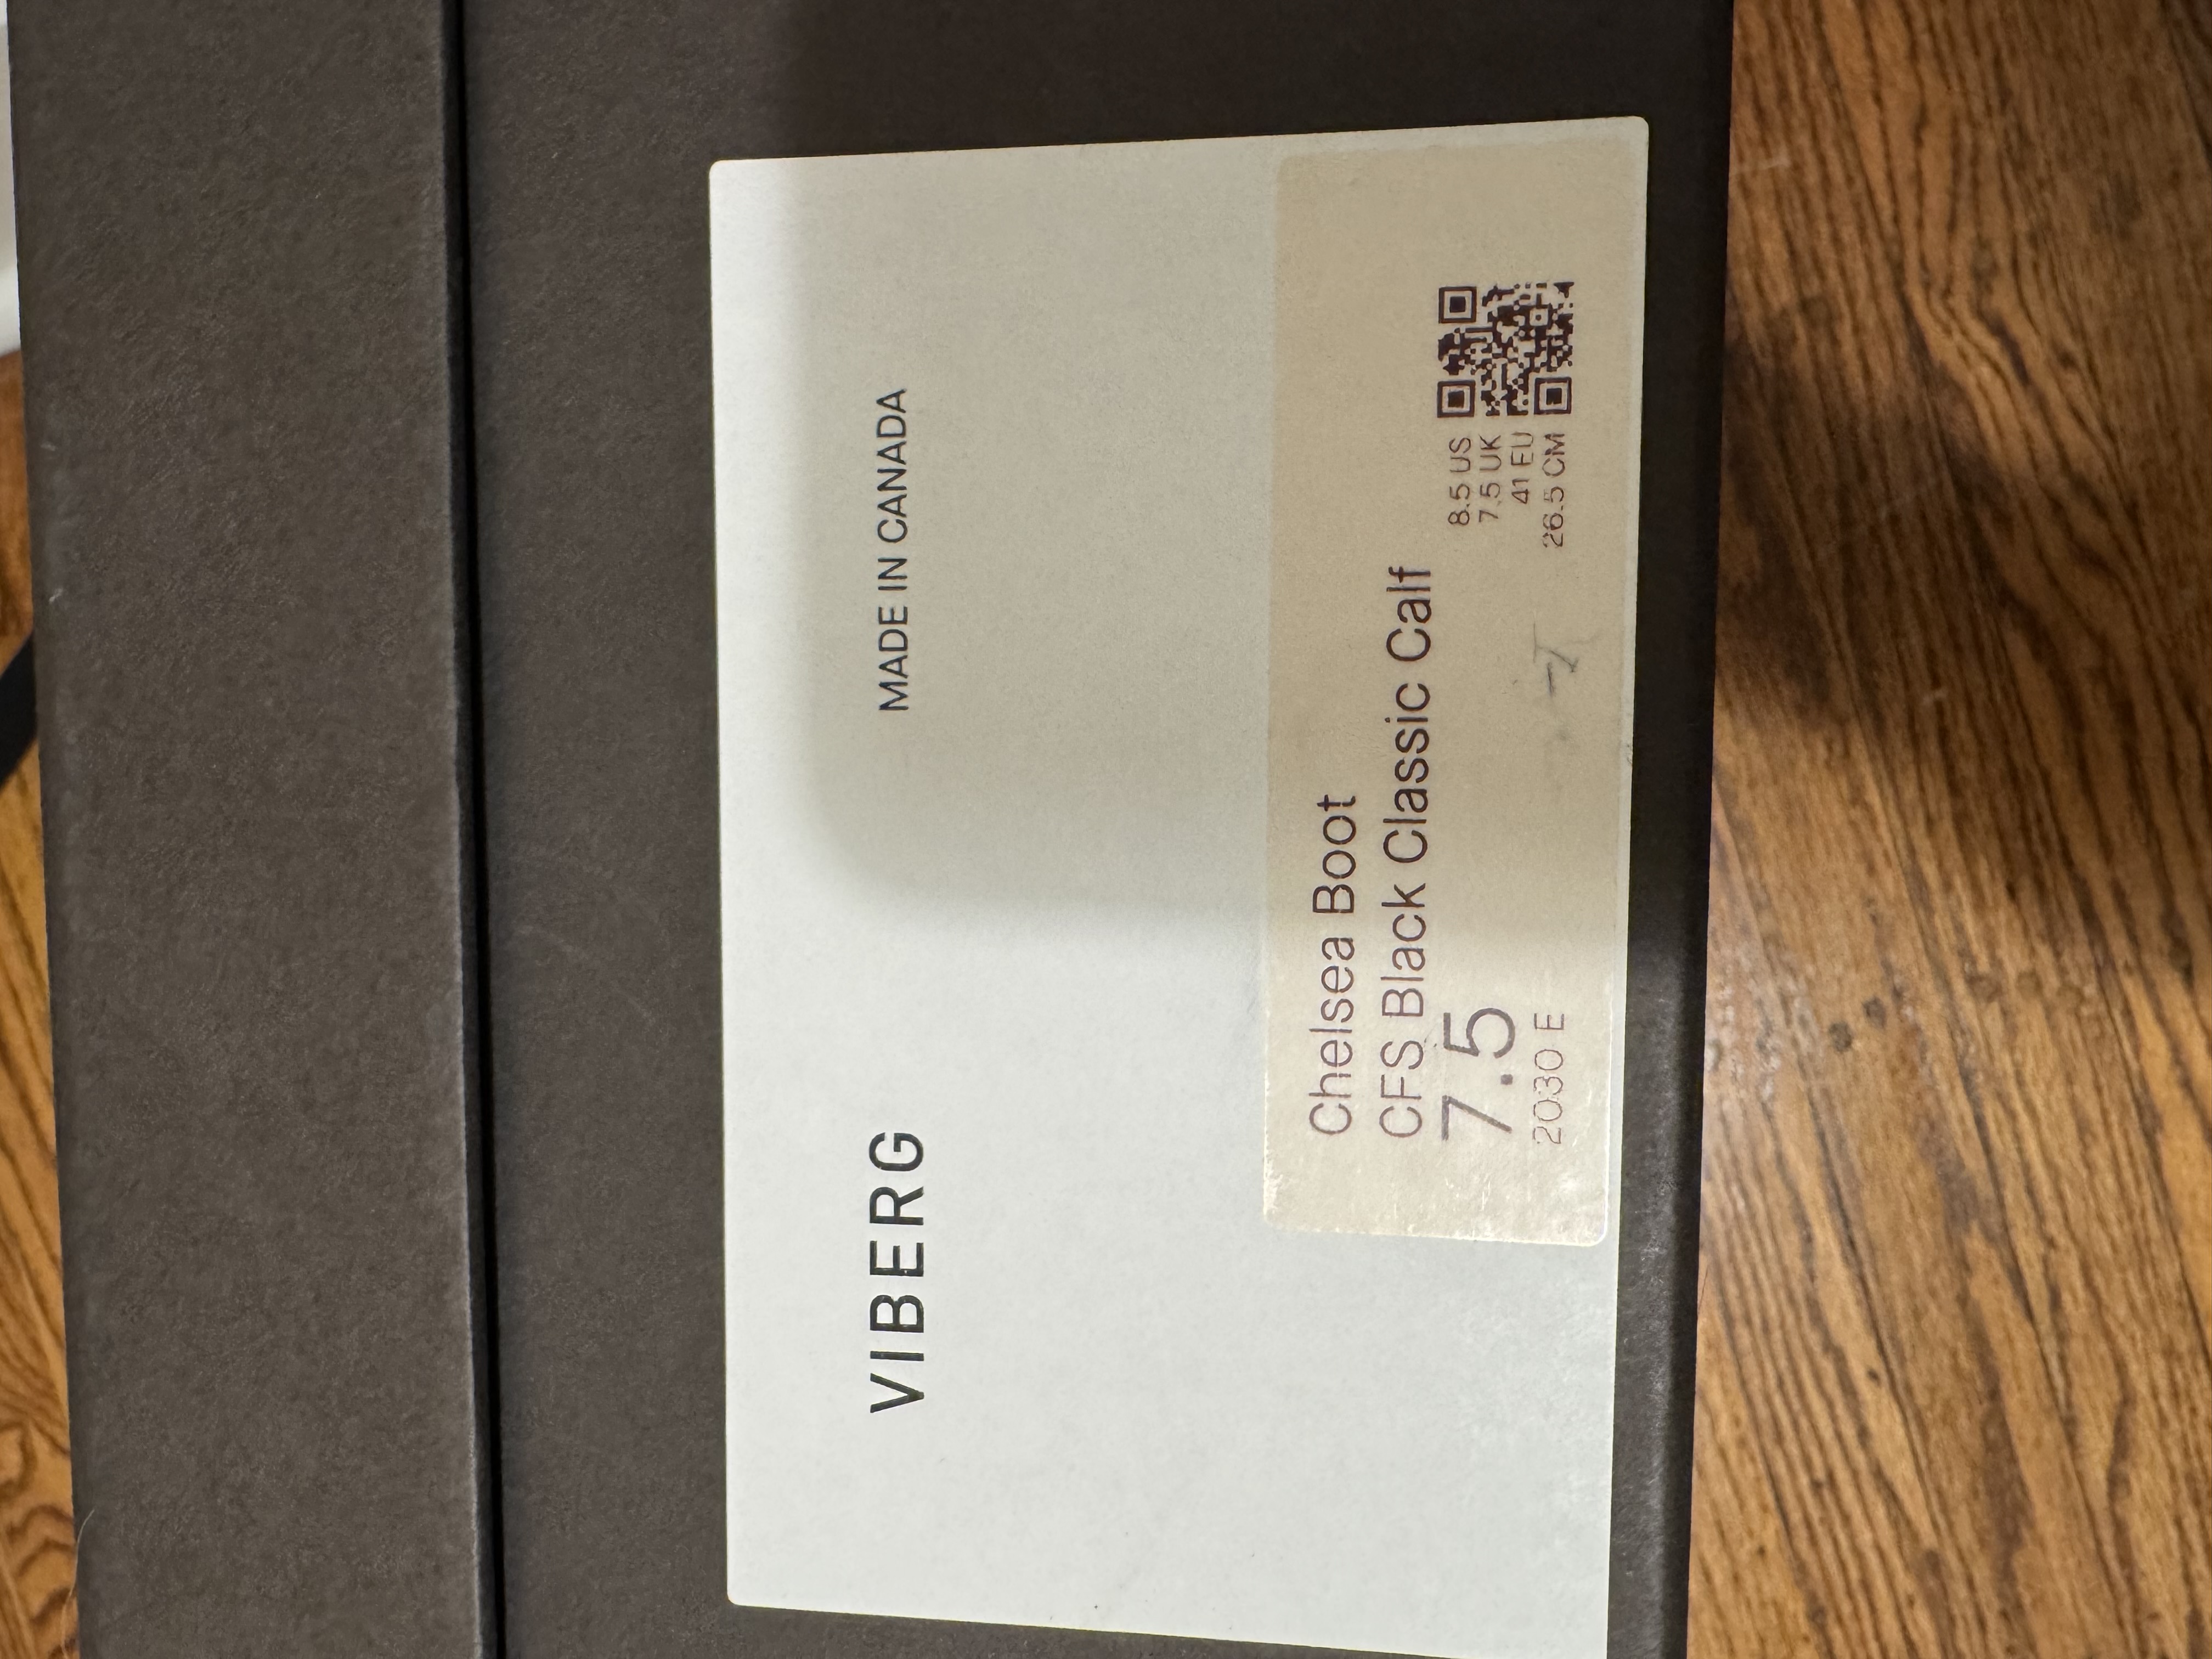 VIBERG
MADE IN CANADA
Chelsea Boot
CFS Black Classic Calf
7.5
2030 E
8.5 US
7.5 UK
41 EU
26.5 CM